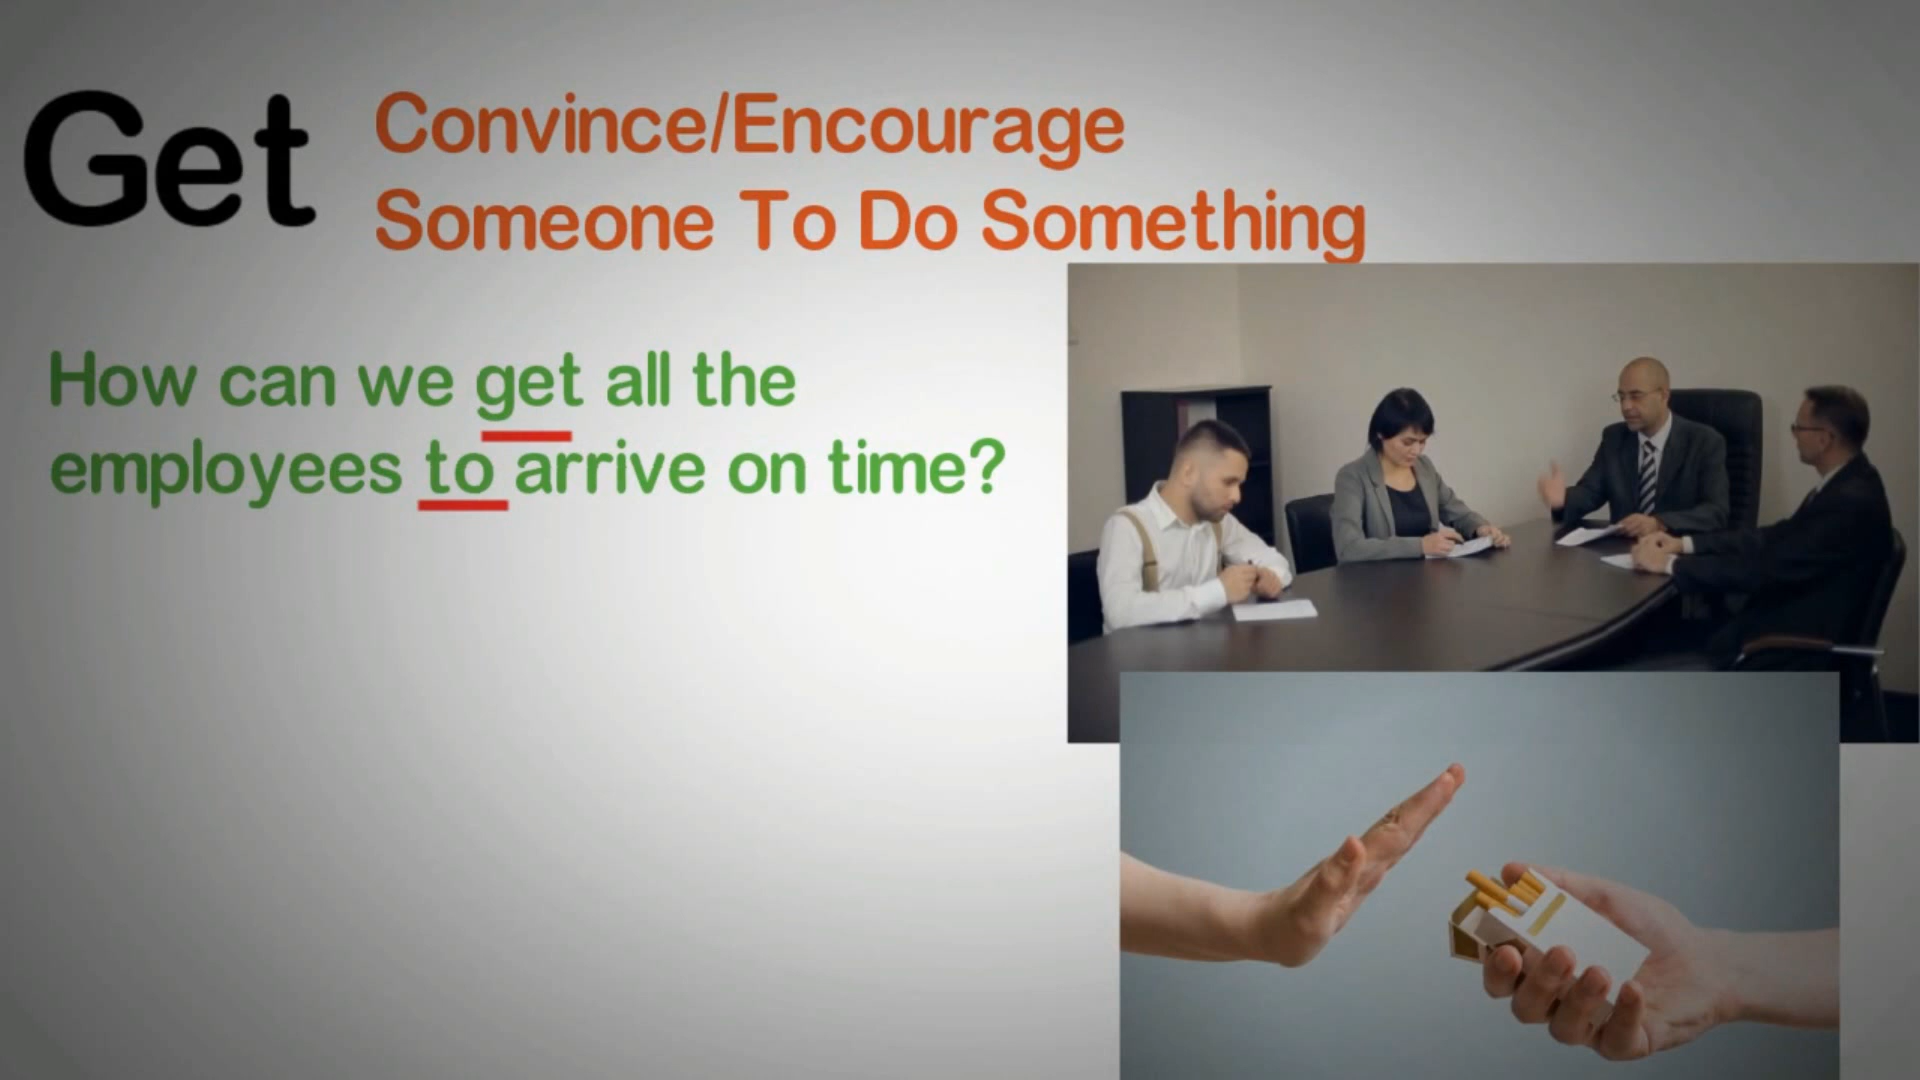 Get
Convince/Encourage
Someone To Do Something
How can we get all the
employees to arrive on time?